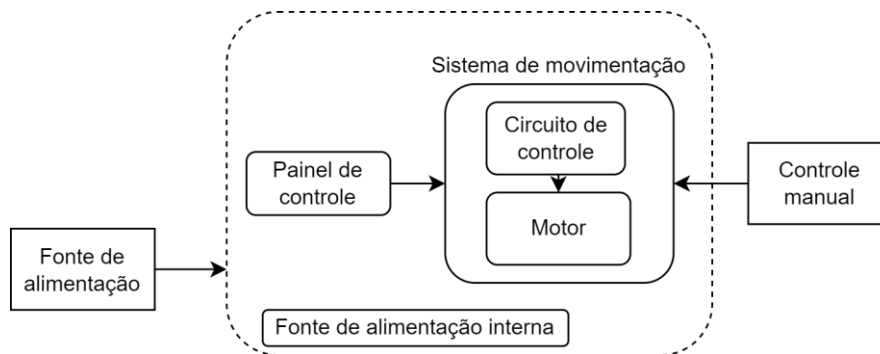 Sistema de movimentação
Circuito de
controle
Painel de
controle
Motor
Controle
manual
Fonte de
alimentação
Fonte de alimentação interna